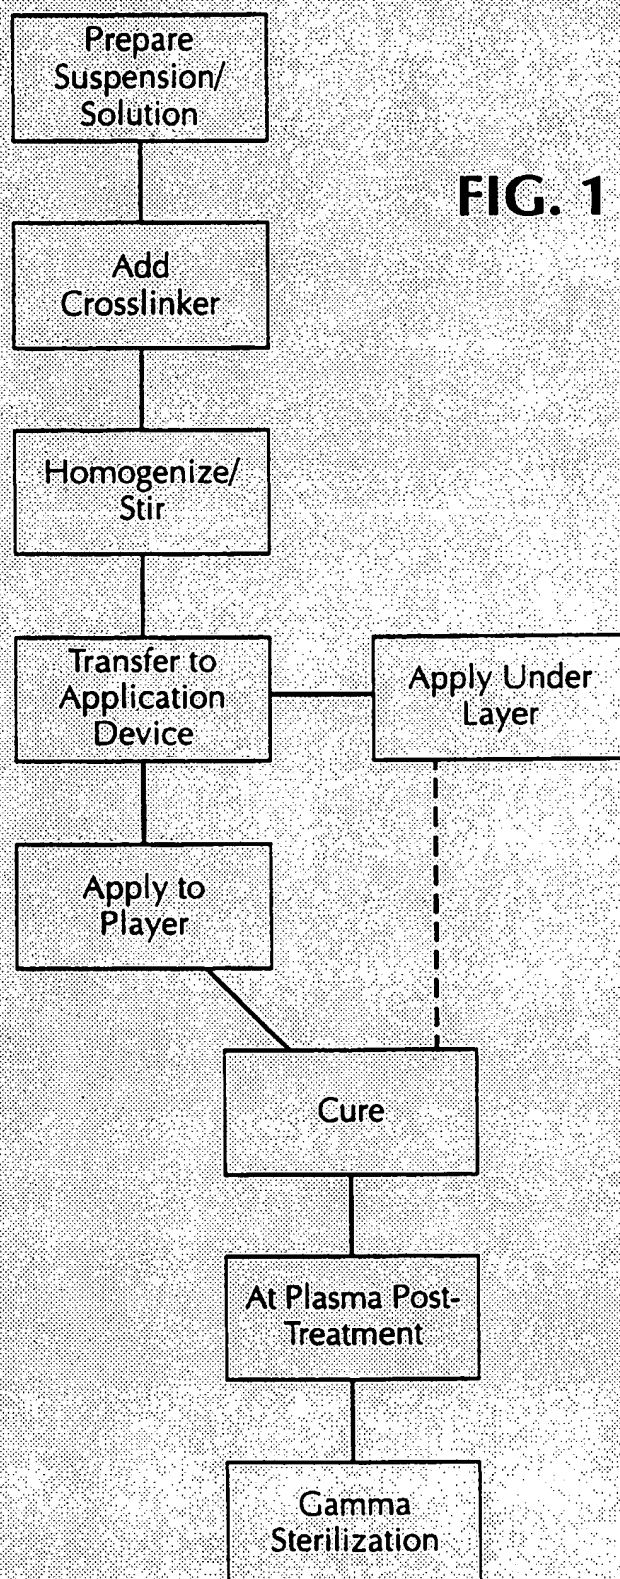 Prepare
Suspension/
Solution
FIG. 1
Add
Crosslinker
Homogenize/
Stir
Transfer to
Application
Device
Apply Under
Layer
Apply to
Player
Cure
At Plasma Post-
Treatment
Gamma
Sterilization